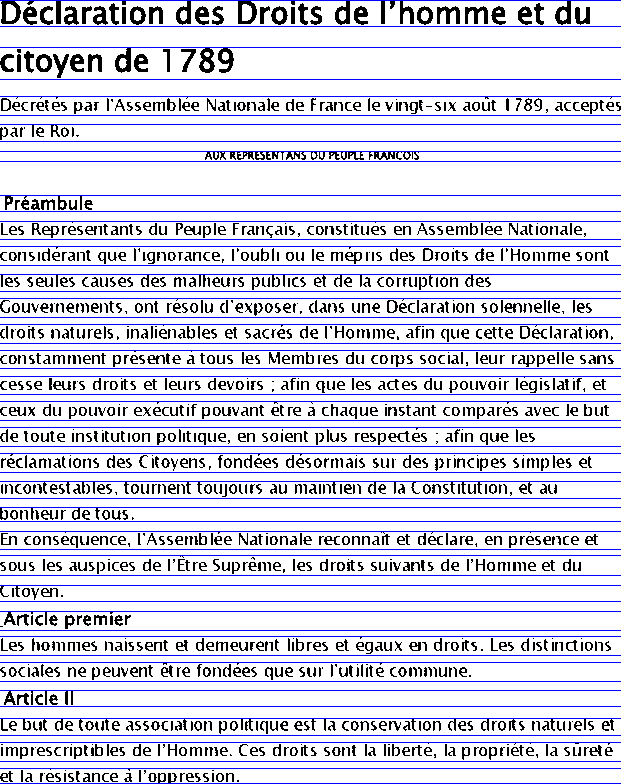 Déclaration des Droits de l'homme et du
citoyen de 1789
Décrétés par l'Assemblée Nationale de France le vingt-six août 1789, acceptés
par le Roi.
AUX REPRESENTANS DU PEUPLE FRANCOIS
Préambule
Les Représentants du Peuple Français, constitués en Assemblée Nationale,
considérant que l'ignorance, l'oubli ou le mépris des Droits de l'Homme sont
les seules causes des malheurs publics et de la corruption des
Gouvernements, ont résolu d'exposer, dans une Déclaration solennelle, les
droits naturels, inaliénables et sacrés de l'Homme, afin que cette Déclaration,
constamment présente à tous les Membres du corps social, leur rappelle sans
cesse leurs droits et leurs devoirs ; afin que les actes du pouvoir législatif, et
ceux du pouvoir exécutif pouvant être à chaque instant comparés avec le but
de toute institution politique, en soient plus respectés ; afin que les
réclamations des Citoyens, fondées désormais sur des principes simples et
incontestables, tournent toujours au maintien de la Constitution, et au
bonheur de tous.
En conséquence, l'Assemblée Nationale reconnaît et déclare, en présence et
sous les auspices de l'Être Suprême, les droits suivants de l'Homme et du
Citoyen.
Article premier
Les hommes naissent et demeurent libres et égaux en droits. Les distinctions
sociales ne peuvent être fondées que sur l'utilité commune.
Article II
Le but de toute association politique est la conservation des droits naturels et
imprescriptibles de l'Homme. Ces droits sont la liberté, la propriété, la sûreté
et la résistance à l'oppression.